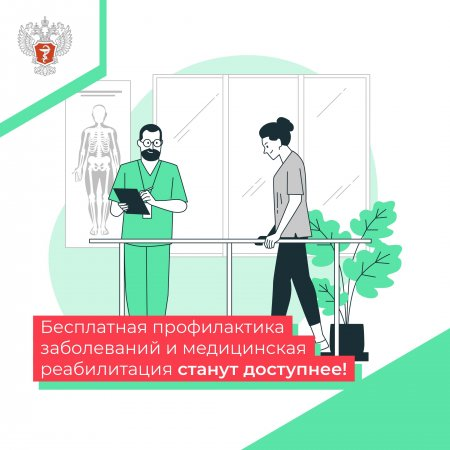 Бесплатная профилактика
заболеваний и медицинская
реабилитация станут доступнее!